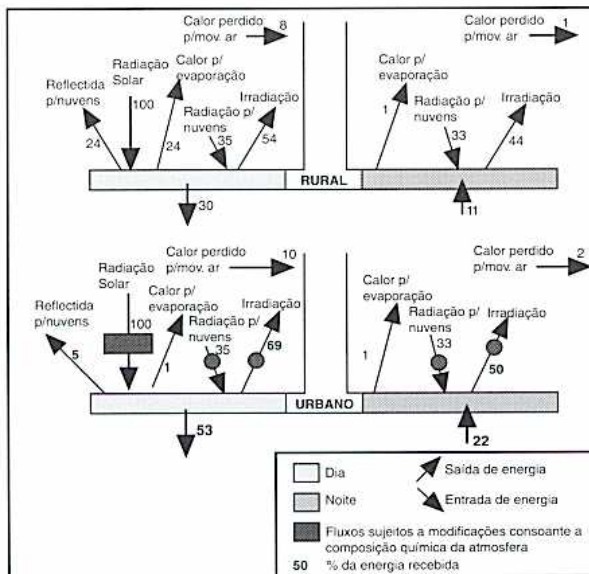 Calor perdido
p/mov. ar
8
Radiação
Solar
Calor p/
evaporação
Reflectida
p/nuvens
100
Radiação p/
nuvens
Irradiação
24
24
35
54
30
Calor perdido
p/mov. ar
1
Calor p/
evaporação
Radiação p/
nuvens
Irradiação
1
33
44
11
RURAL
Calor perdido
p/mov. ar
10
Radiação
Solar
Calor p/
evaporação
Reflectida
p/nuvens
100
Radiação p/
nuvens
Irradiação
5
1
35
69
53
Calor perdido
p/mov. ar
2
Calor p/
evaporação
Radiação p/
nuvens
Irradiação
1
33
50
22
URBANO
Dia
Saída de energia
Noite
Entrada de energia
Fluxos sujeitos a modificações consoante a
composição química da atmosfera
50 % da energia recebida